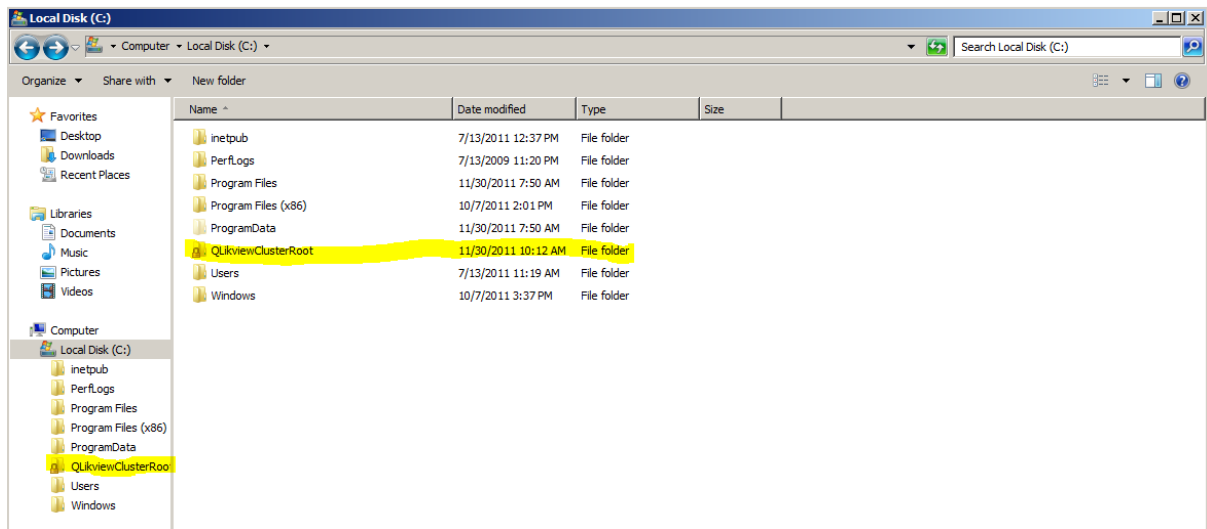 Local Disk (C:)
Computer Local Disk (C:) Search Local Disk (C:)
Organize Share with New folder
Name Date modified Type Size
Favorites
Desktop
Downloads
Recent Places
Libraries
Documents
Music
Pictures
Videos
Computer
Local Disk (C:)
inetpub
PerfLogs
Program Files
Program Files (x86)
ProgramData
QLikviewClusterRoo
Users
Windows
inetpub 7/13/2011 12:37 PM File folder
PerfLogs 7/13/2009 11:20 PM File folder
Program Files 11/30/2011 7:50 AM File folder
Program Files (x86) 10/7/2011 2:01 PM File folder
ProgramData 11/30/2011 7:50 AM File folder
QLikviewClusterRoot 11/30/2011 10:12 AM File folder
Users 7/13/2011 11:19 AM File folder
Windows 10/7/2011 3:37 PM File folder